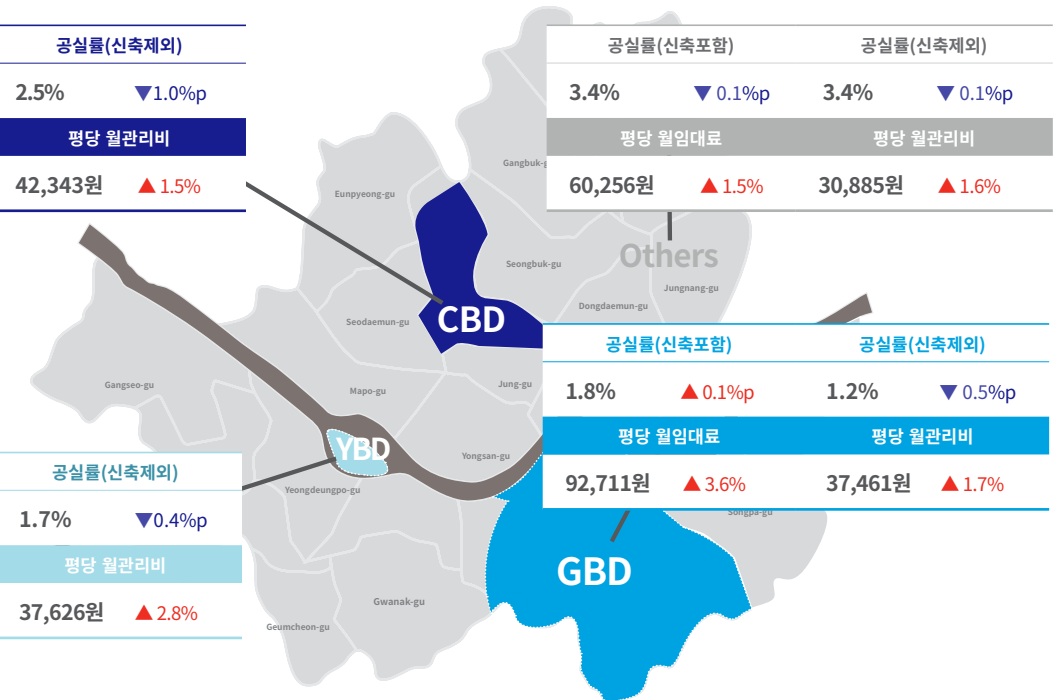 공실률(신축제외)
2.5% ▼1.0%p
평당 월관리비
42,343원 ▲ 1.5%
공실률(신축포함) 공실률(신축제외)
3.4% ▼ 0.1%p 3.4% ▼ 0.1%p
평당 월임대료 평당 월관리비
60,256원 ▲ 1.5% 30,885원 ▲ 1.6%
Eunpyeong-gu
Others
Seongbuk-gu
Jungnang-gu
Dongdaemun-gu
Seodaemun-gu
CBD
공실률(신축포함) 공실률(신축제외)
1.8% ▲ 0.1%p 1.2% ▼ 0.5%p
평당 월임대료 평당 월관리비
92,711원 ▲ 3.6% 37,461원 ▲ 1.7%
Gangseo-gu
Mapo-gu
Jung-gu
YBD
Yongsan-gu
공실률(신축제외)
1.7% ▼0.4%p
평당 월관리비
37,626원 ▲ 2.8%
Yeongdeungpo-gu
Songpa-gu
GBD
Gwanak-gu
Geumcheon-gu